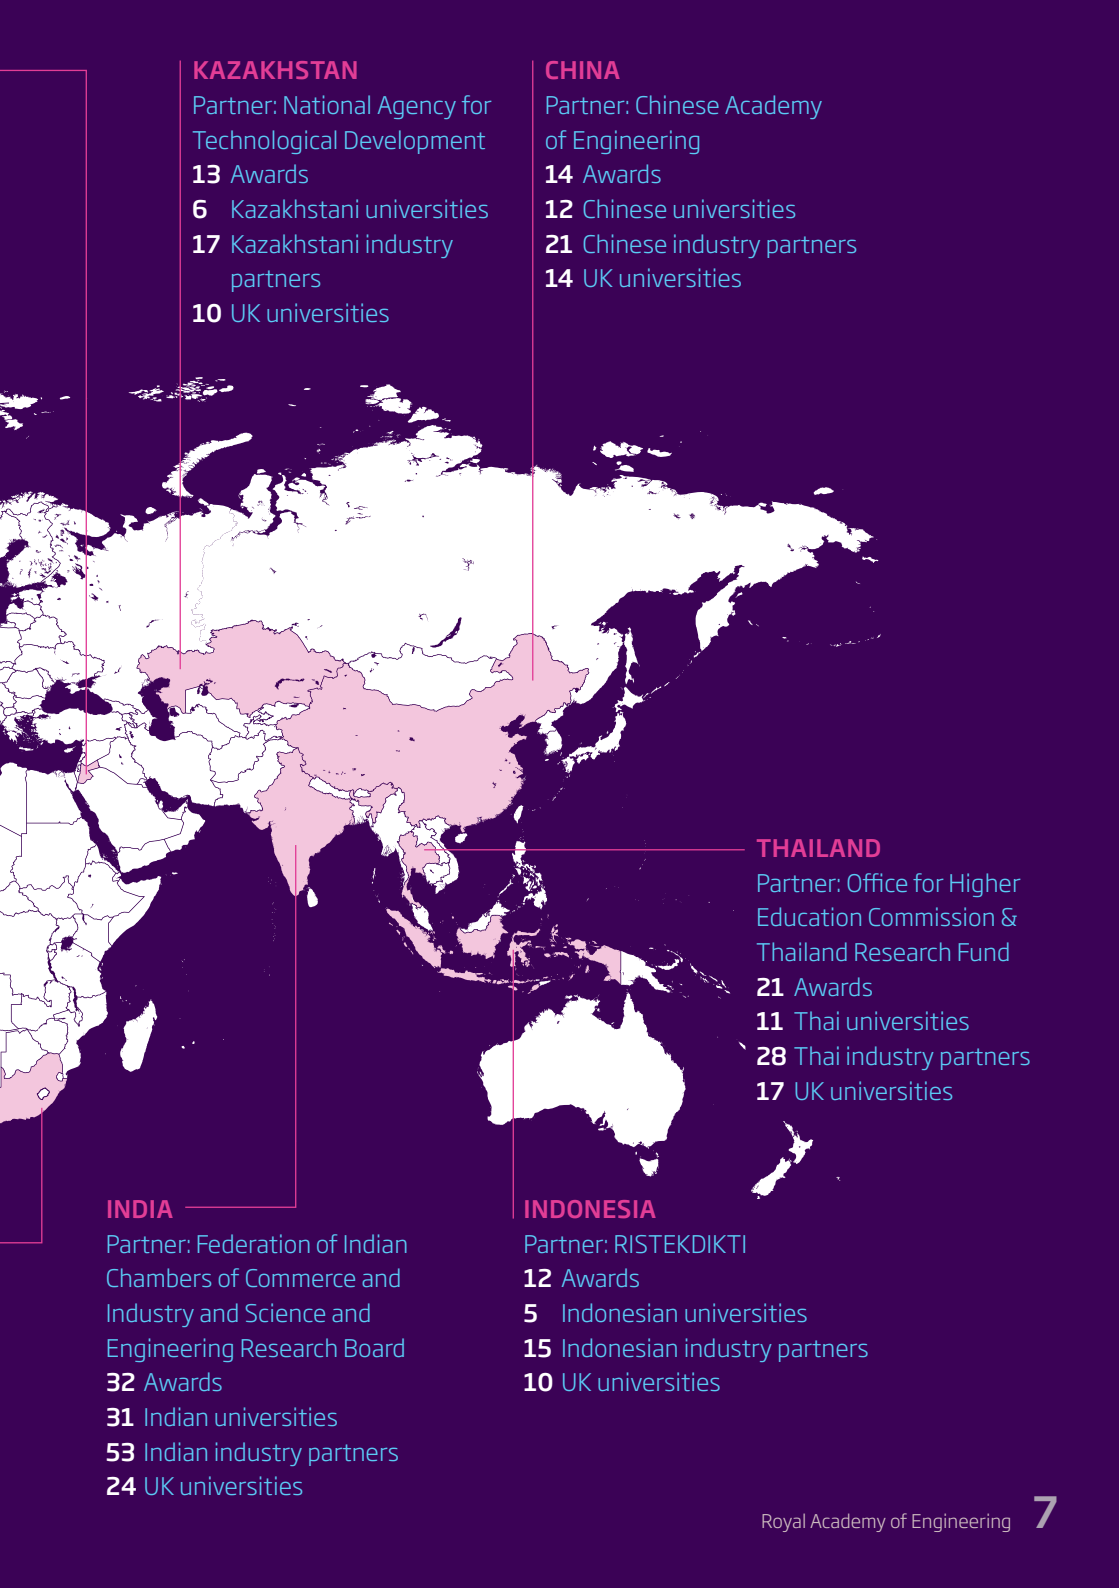 KAZAKHSTAN
Partner: National Agency for
Technological Development
13 Awards
6 Kazakhstani universities
17 Kazakhstani industry
partners
10 UK universities
CHINA
Partner: Chinese Academy
of Engineering
14 Awards
12 Chinese universities
21 Chinese industry partners
14 UK universities
THAILAND
Partner: Office for Higher
Education Commission &
Thailand Research Fund
21 Awards
11 Thai universities
28 Thai industry partners
17 UK universities
INDIA
Partner: Federation of Indian
Chambers of Commerce and
Industry and Science and
Engineering Research Board
32 Awards
31 Indian universities
53 Indian industry partners
24 UK universities
INDONESIA
Partner: RISTEKDIKTI
12 Awards
5 Indonesian universities
15 Indonesian industry partners
10 UK universities
Royal Academy of Engineering 7